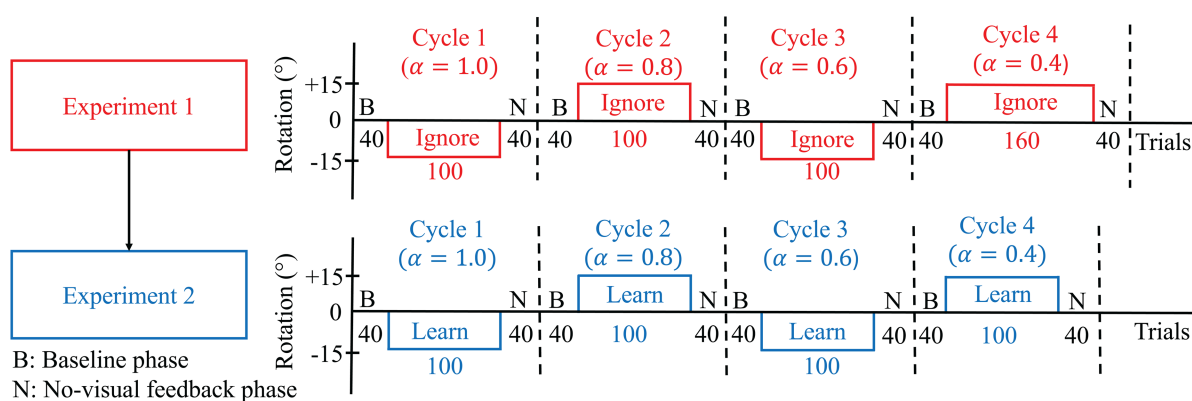 Experiment 1
Experiment 2
B: Baseline phase
N: No-visual feedback phase
Rotation (°)
+15
0
-15
Cycle 1
(α = 1.0)
Cycle 2
(α = 0.8)
Cycle 3
(α = 0.6)
Cycle 4
(α = 0.4)
B
N
B
N
B
N
B
N
Ignore
Ignore
Ignore
Ignore
40
100
40
40
100
40
40
100
40
40
160
40
Trials
Rotation (°)
+15
0
-15
Cycle 1
(α = 1.0)
Cycle 2
(α = 0.8)
Cycle 3
(α = 0.6)
Cycle 4
(α = 0.4)
B
N
B
N
B
N
B
N
Learn
Learn
Learn
Learn
40
100
40
40
100
40
40
100
40
40
100
40
Trials